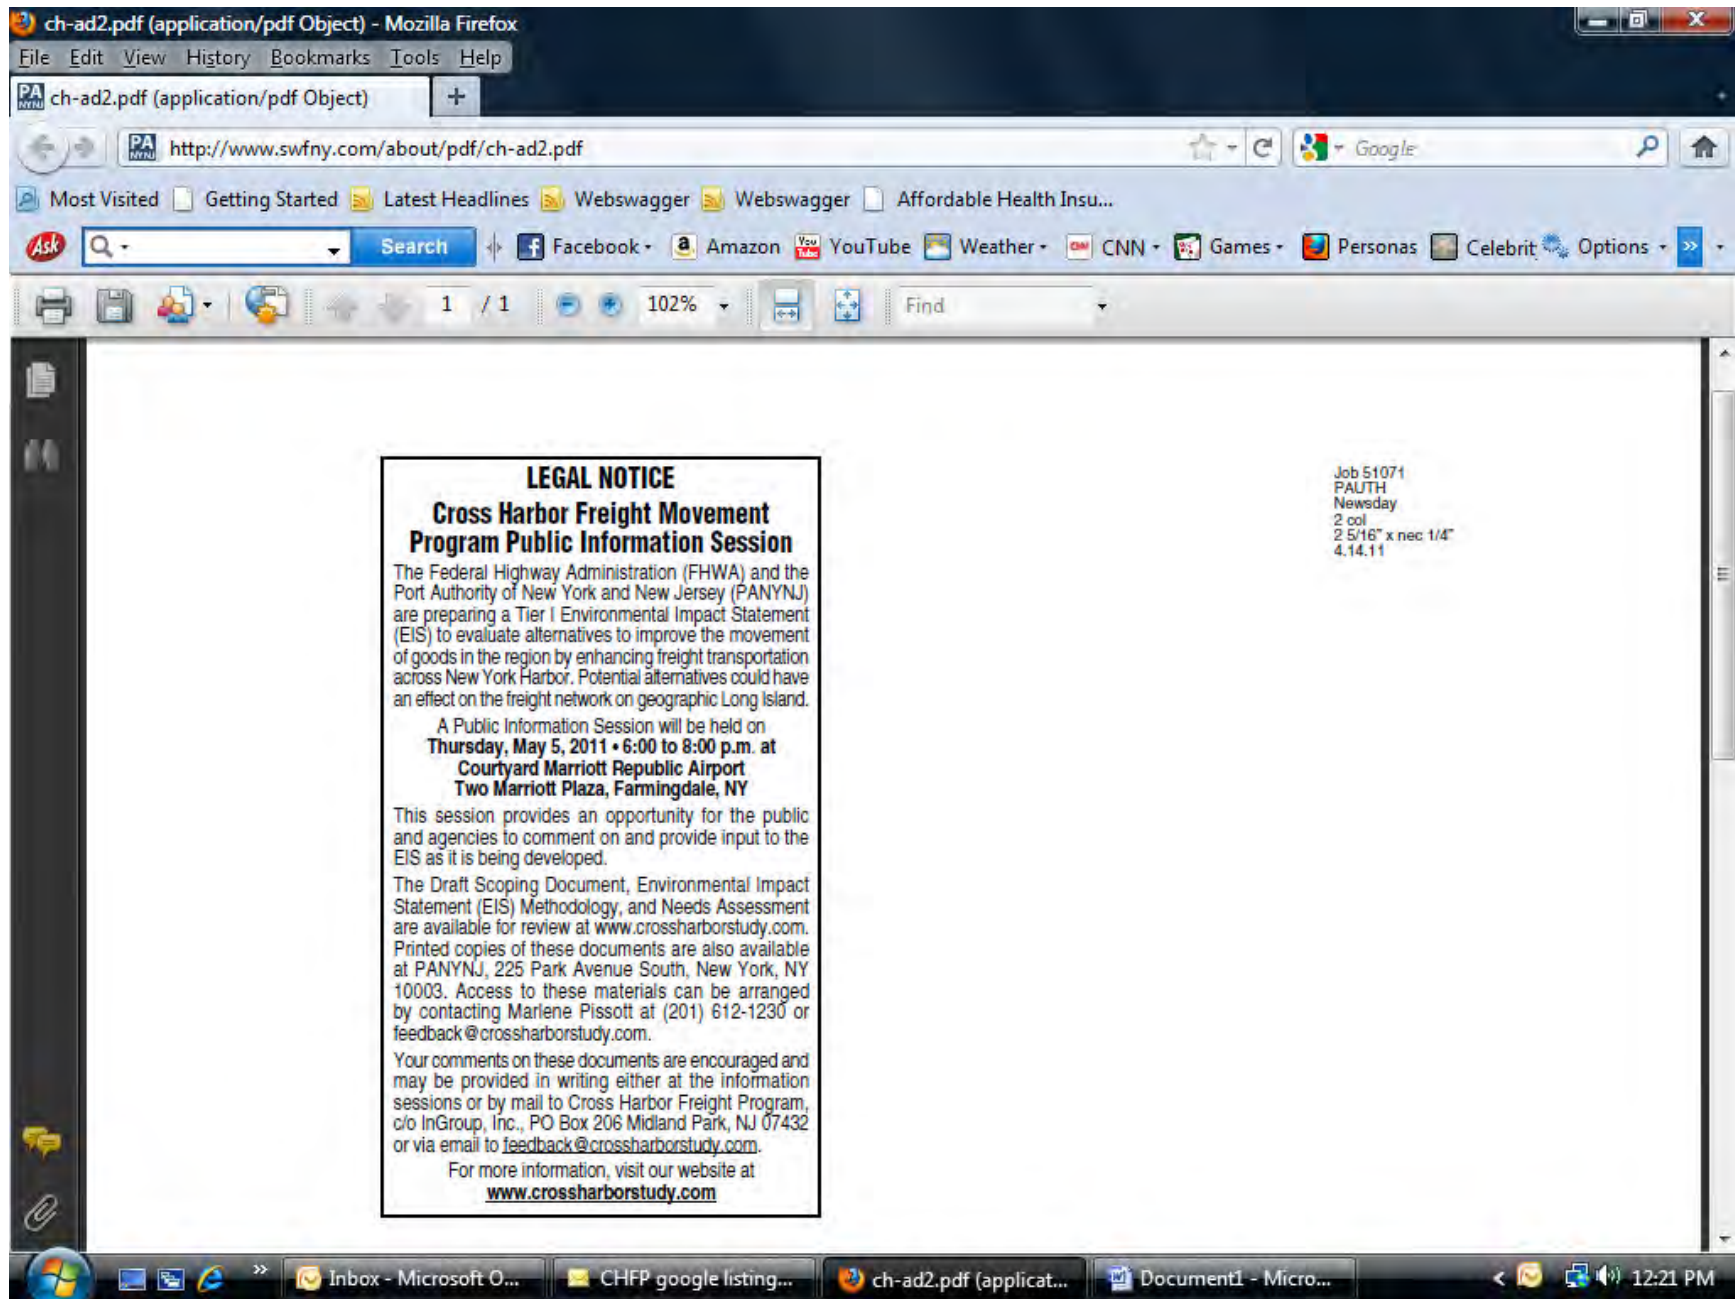 ch-ad2.pdf (application/pdf Object) - Mozilla Firefox
File Edit View History Bookmarks Tools Help
PA NYNJ ch-ad2.pdf (application/pdf Object)
PA NYNJ http://www.swfny.com/about/pdf/ch-ad2.pdf Google
Most Visited Getting Started Latest Headlines Webswagger Webswagger Affordable Health Insu...
Ask Search Facebook Amazon YouTube Weather CNN Games Personas Celebrit Options
1 / 1 102% Find
LEGAL NOTICE
Cross Harbor Freight Movement
Program Public Information Session
The Federal Highway Administration (FHWA) and the
Port Authority of New York and New Jersey (PANYNJ)
are preparing a Tier I Environmental Impact Statement
(EIS) to evaluate alternatives to improve the movement
of goods in the region by enhancing freight transportation
across New York Harbor. Potential alternatives could have
an effect on the freight network on geographic Long Island.
A Public Information Session will be held on
Thursday, May 5, 2011 • 6:00 to 8:00 p.m. at
Courtyard Marriott Republic Airport
Two Marriott Plaza, Farmingdale, NY
This session provides an opportunity for the public
and agencies to comment on and provide input to the
EIS as it is being developed.
The Draft Scoping Document, Environmental Impact
Statement (EIS) Methodology, and Needs Assessment
are available for review at www.crossharborstudy.com.
Printed copies of these documents are also available
at PANYNJ, 225 Park Avenue South, New York, NY
10003. Access to these materials can be arranged
by contacting Marlene Pissott at (201) 612-1230 or
feedback@crossharborstudy.com.
Your comments on these documents are encouraged and
may be provided in writing either at the information
sessions or by mail to Cross Harbor Freight Program,
c/o InGroup, Inc., PO Box 206 Midland Park, NJ 07432
or via email to feedback@crossharborstudy.com.
For more information, visit our website at
www.crossharborstudy.com
Job 51071
PAUTH
Newsday
2 col
2 5/16" x nec 1/4"
4.14.11
Inbox - Microsoft O... CHFP google listing... ch-ad2.pdf (applicat... Document1 - Micro... 12:21 PM